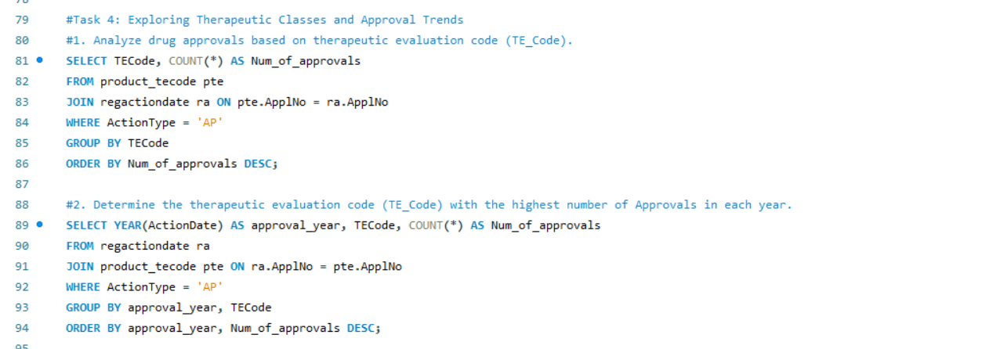 79 #Task 4: Exploring Therapeutic Classes and Approval Trends
80 #1. Analyze drug approvals based on therapeutic evaluation code (TE_Code).
81 SELECT TECode, COUNT(*) AS Num_of_approvals
82 FROM product_tecode pte
83 JOIN regactiondate ra ON pte.ApplNo = ra.ApplNo
84 WHERE ActionType = 'AP'
85 GROUP BY TECode
86 ORDER BY Num_of_approvals DESC;
87
88 #2. Determine the therapeutic evaluation code (TE_Code) with the highest number of Approvals in each year.
89 SELECT YEAR(ActionDate) AS approval_year, TECode, COUNT(*) AS Num_of_approvals
90 FROM regactiondate ra
91 JOIN product_tecode pte ON ra.ApplNo = pte.ApplNo
92 WHERE ActionType = 'AP'
93 GROUP BY approval_year, TECode
94 ORDER BY approval_year, Num_of_approvals DESC;